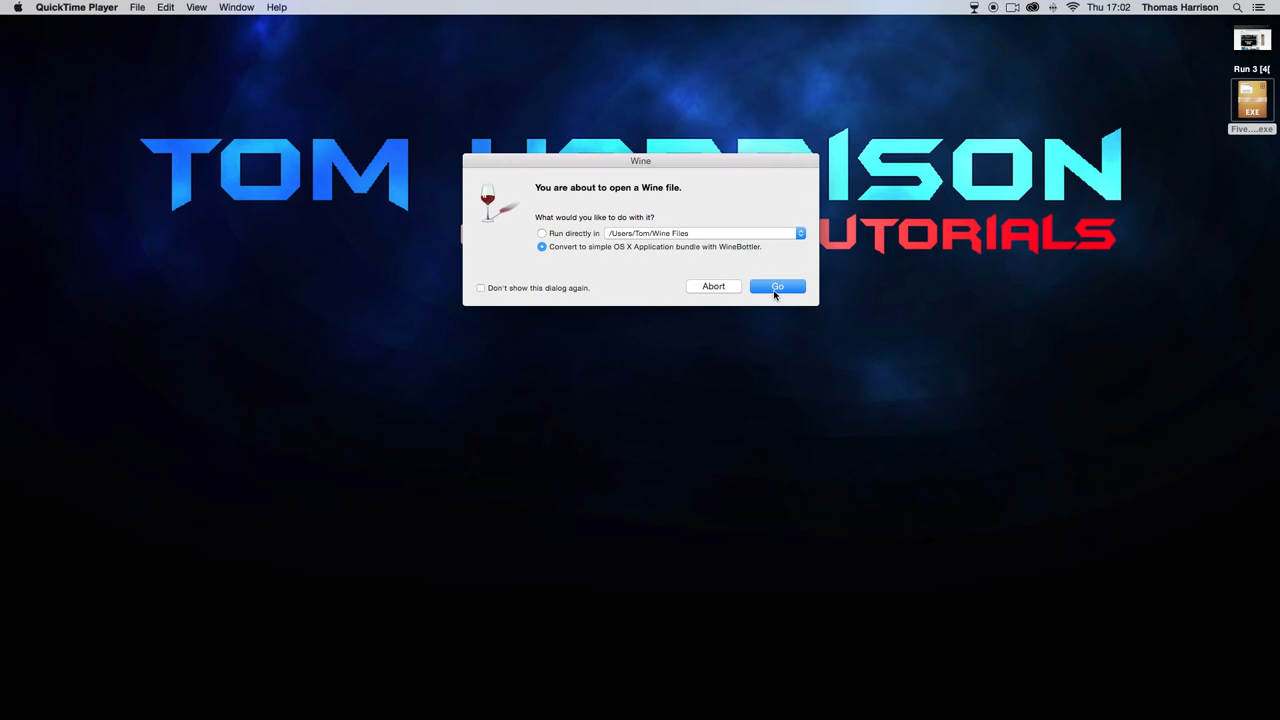 QuickTime Player File Edit View Window Help Thu 17:02 Thomas Harrison
Run 3 [4[
EXE
Five....exe
TOM RISON
UTORIALS
Wine
You are about to open a Wine file.
What would you like to do with it?
Run directly in /Users/Tom/Wine Files
Convert to simple OS X Application bundle with WineBottler.
Don't show this dialog again.
Abort Go